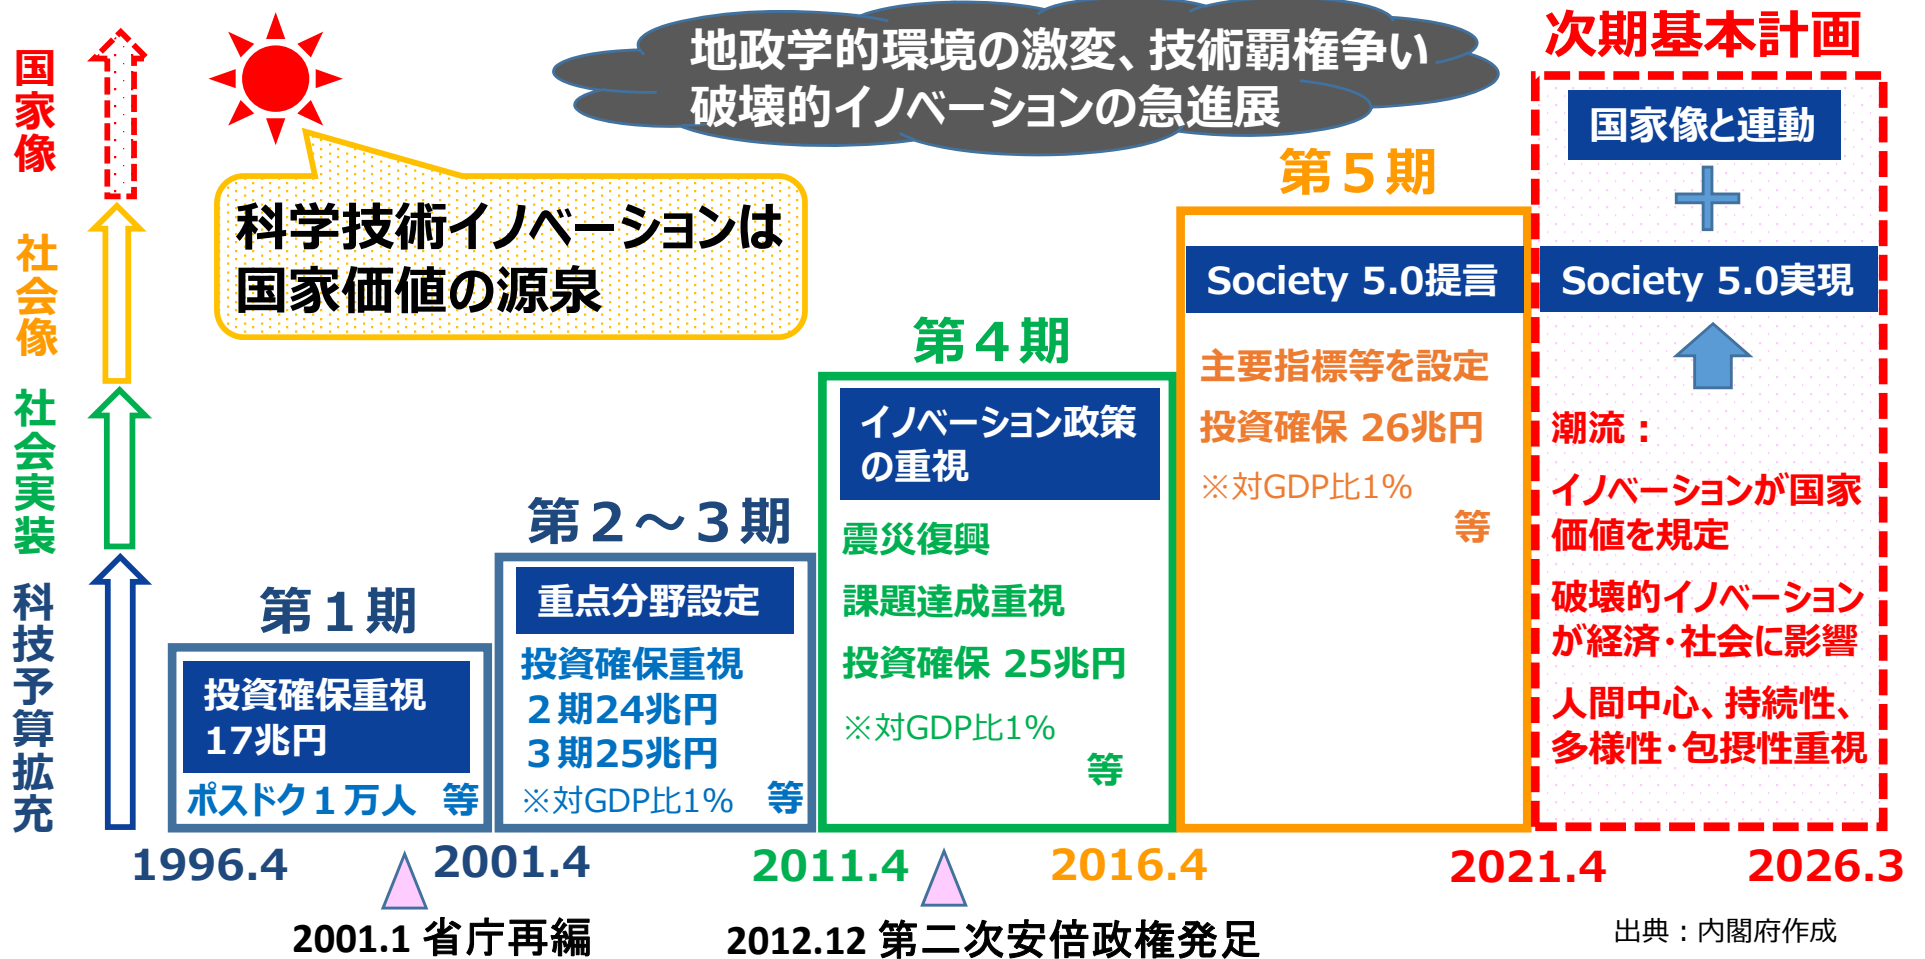 地政学的環境の激変、技術覇権争い
破壊的イノベーションの急進展
次期基本計画
国家像
社会像
社会実装
科技予算拡充
科学技術イノベーションは
国家価値の源泉
第１期
投資確保重視
17兆円
ポスドク１万人 等
第２～３期
重点分野設定
投資確保重視
２期24兆円
３期25兆円
※対GDP比1% 等
第４期
イノベーション政策
の重視
震災復興
課題達成重視
投資確保 25兆円
※対GDP比1%
等
第５期
Society 5.0提言
主要指標等を設定
投資確保 26兆円
※対GDP比1%
等
国家像と連動
Society 5.0実現
潮流：
イノベーションが国家
価値を規定
破壊的イノベーション
が経済・社会に影響
人間中心、持続性、
多様性・包摂性重視
1996.4
2001.4
2011.4
2016.4
2021.4
2026.3
2001.1 省庁再編
2012.12 第二次安倍政権発足
出典：内閣府作成